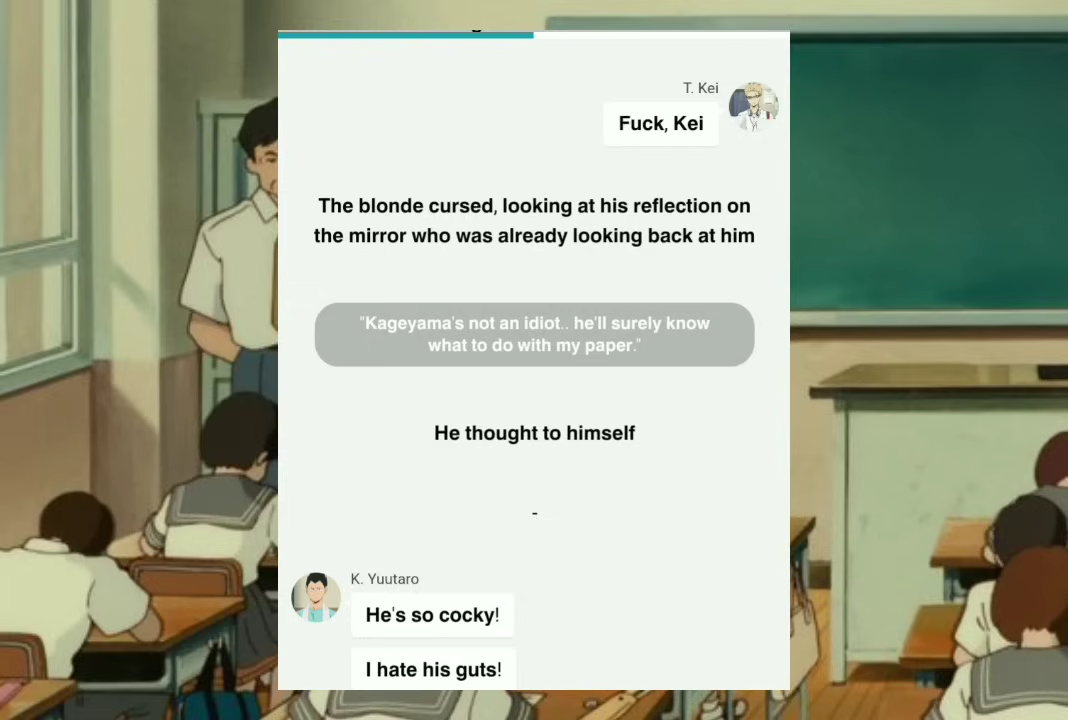 T. Kei
Fuck, Kei
The blonde cursed, looking at his reflection on
the mirror who was already looking back at him
"Kageyama's not an idiot.. he'll surely know
what to do with my paper."
He thought to himself
-
K. Yuutaro
He's so cocky!
I hate his guts!